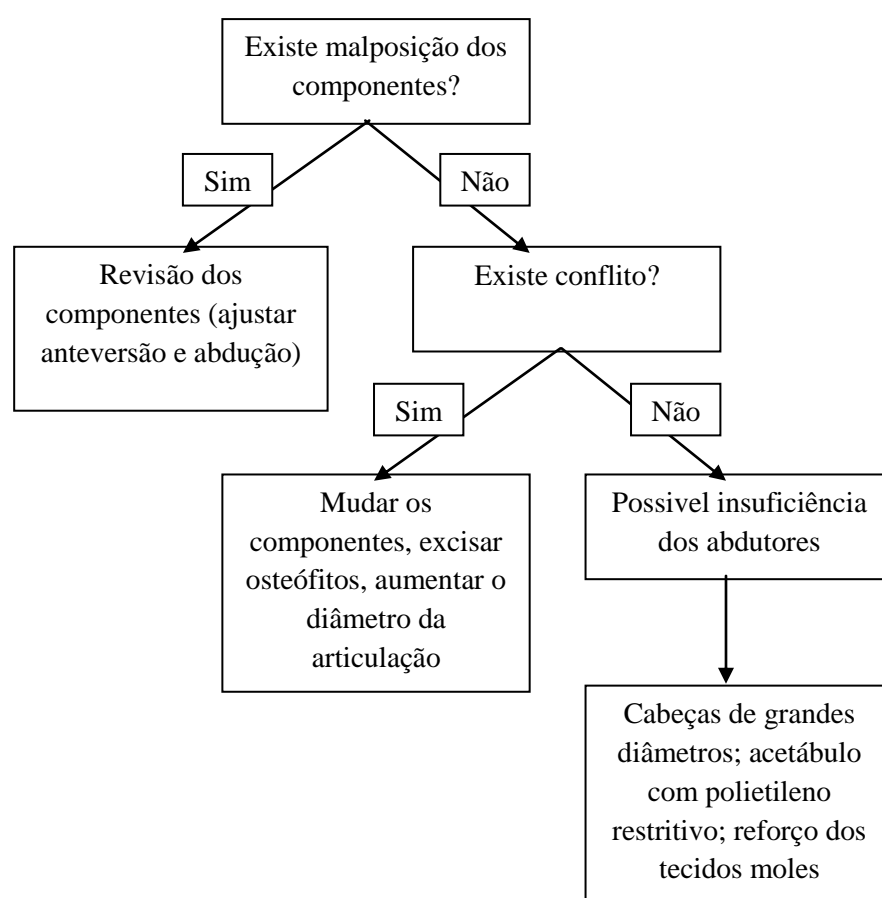 Existe malposição dos
componentes?
Sim
Não
Revisão dos
componentes (ajustar
anteversão e abdução)
Existe conflito?
Sim
Não
Mudar os
componentes, excisar
osteófitos, aumentar o
diâmetro da
articulação
Possivel insuficiência
dos abdutores
Cabeças de grandes
diâmetros; acetábulo
com polietileno
restritivo; reforço dos
tecidos moles